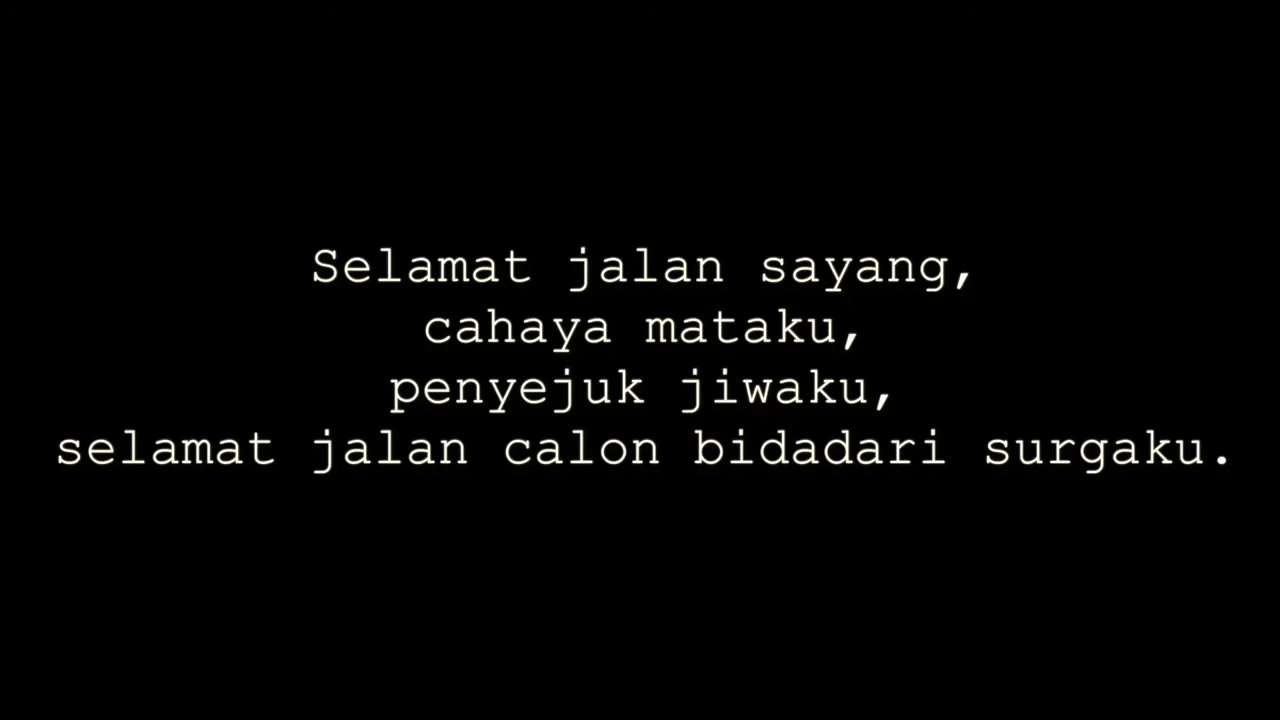 Selamat jalan sayang,
cahaya mataku,
penyejuk jiwaku,
selamat jalan calon bidadari surgaku.